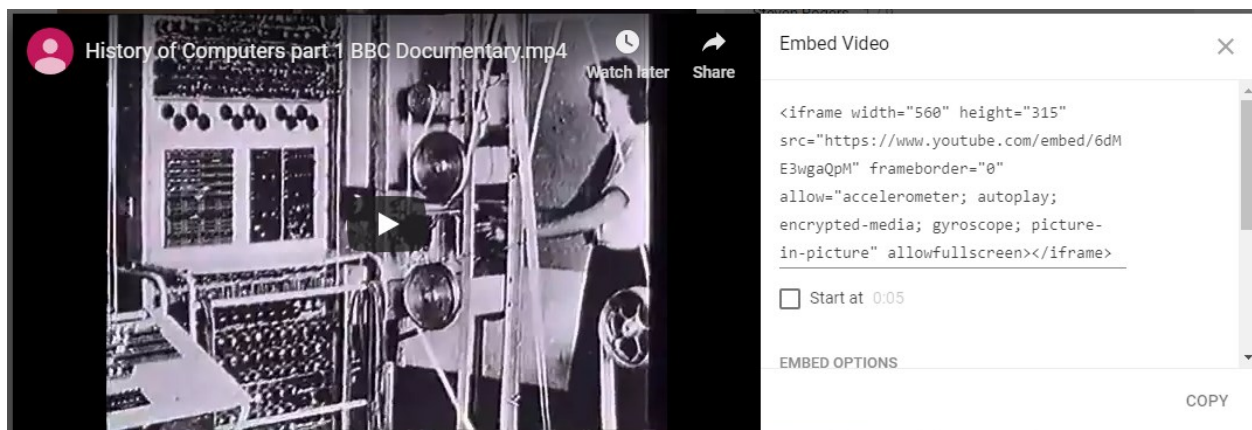 History of Computers part 1 BBC Documentary.mp4
Watch later
Share
Embed Video
<iframe width="560" height="315"
src="https://www.youtube.com/embed/6dM
E3wgaQpM" frameborder="0"
allow="accelerometer; autoplay;
encrypted-media; gyroscope; picture-
in-picture" allowfullscreen></iframe>
Start at 0:05
EMBED OPTIONS
COPY